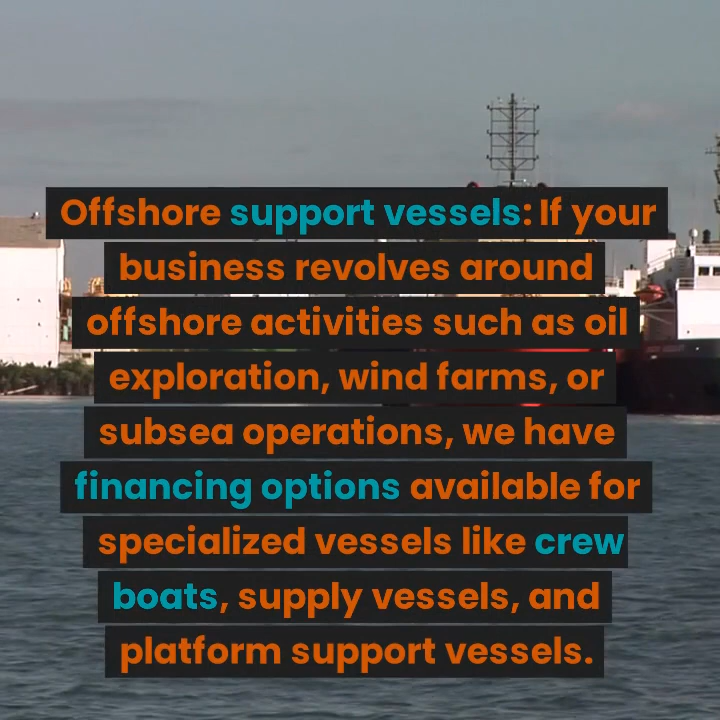 Offshore support vessels: If your
business revolves around
offshore activities such as oil
exploration, wind farms, or
subsea operations, we have
financing options available for
specialized vessels like crew
boats, supply vessels, and
platform support vessels.